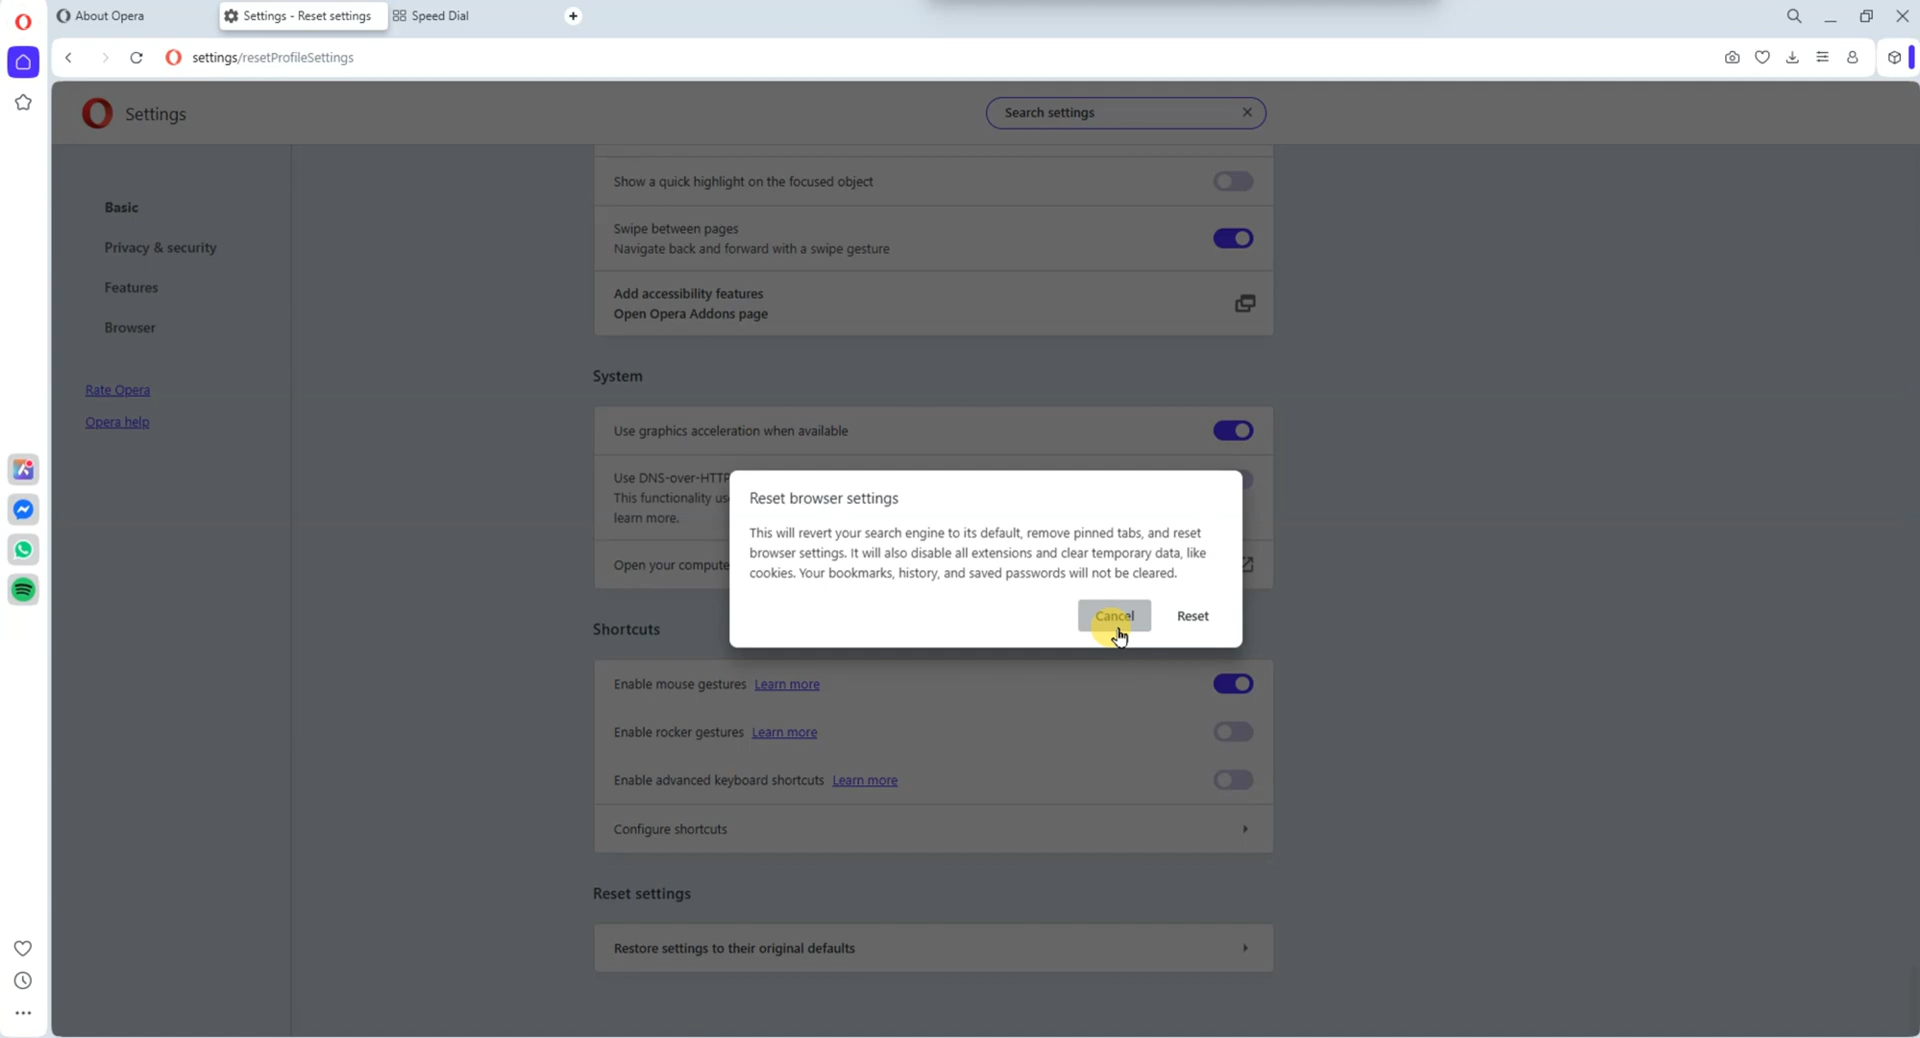 About Opera
Settings - Reset settings
Speed Dial
settings/resetProfileSettings
Settings
Search settings
Show a quick highlight on the focused object
Basic
Swipe between pages
Navigate back and forward with a swipe gesture
Privacy & security
Features
Add accessibility features
Open Opera Addons page
Browser
System
Rate Opera
Opera help
Use graphics acceleration when available
Use DNS-over-HTTP
This functionality us
learn more.
Open your compute
Reset browser settings
This will revert your search engine to its default, remove pinned tabs, and reset
browser settings. It will also disable all extensions and clear temporary data, like
cookies. Your bookmarks, history, and saved passwords will not be cleared.
Cancel
Reset
Shortcuts
Enable mouse gestures Learn more
Enable rocker gestures Learn more
Enable advanced keyboard shortcuts Learn more
Configure shortcuts
Reset settings
Restore settings to their original defaults